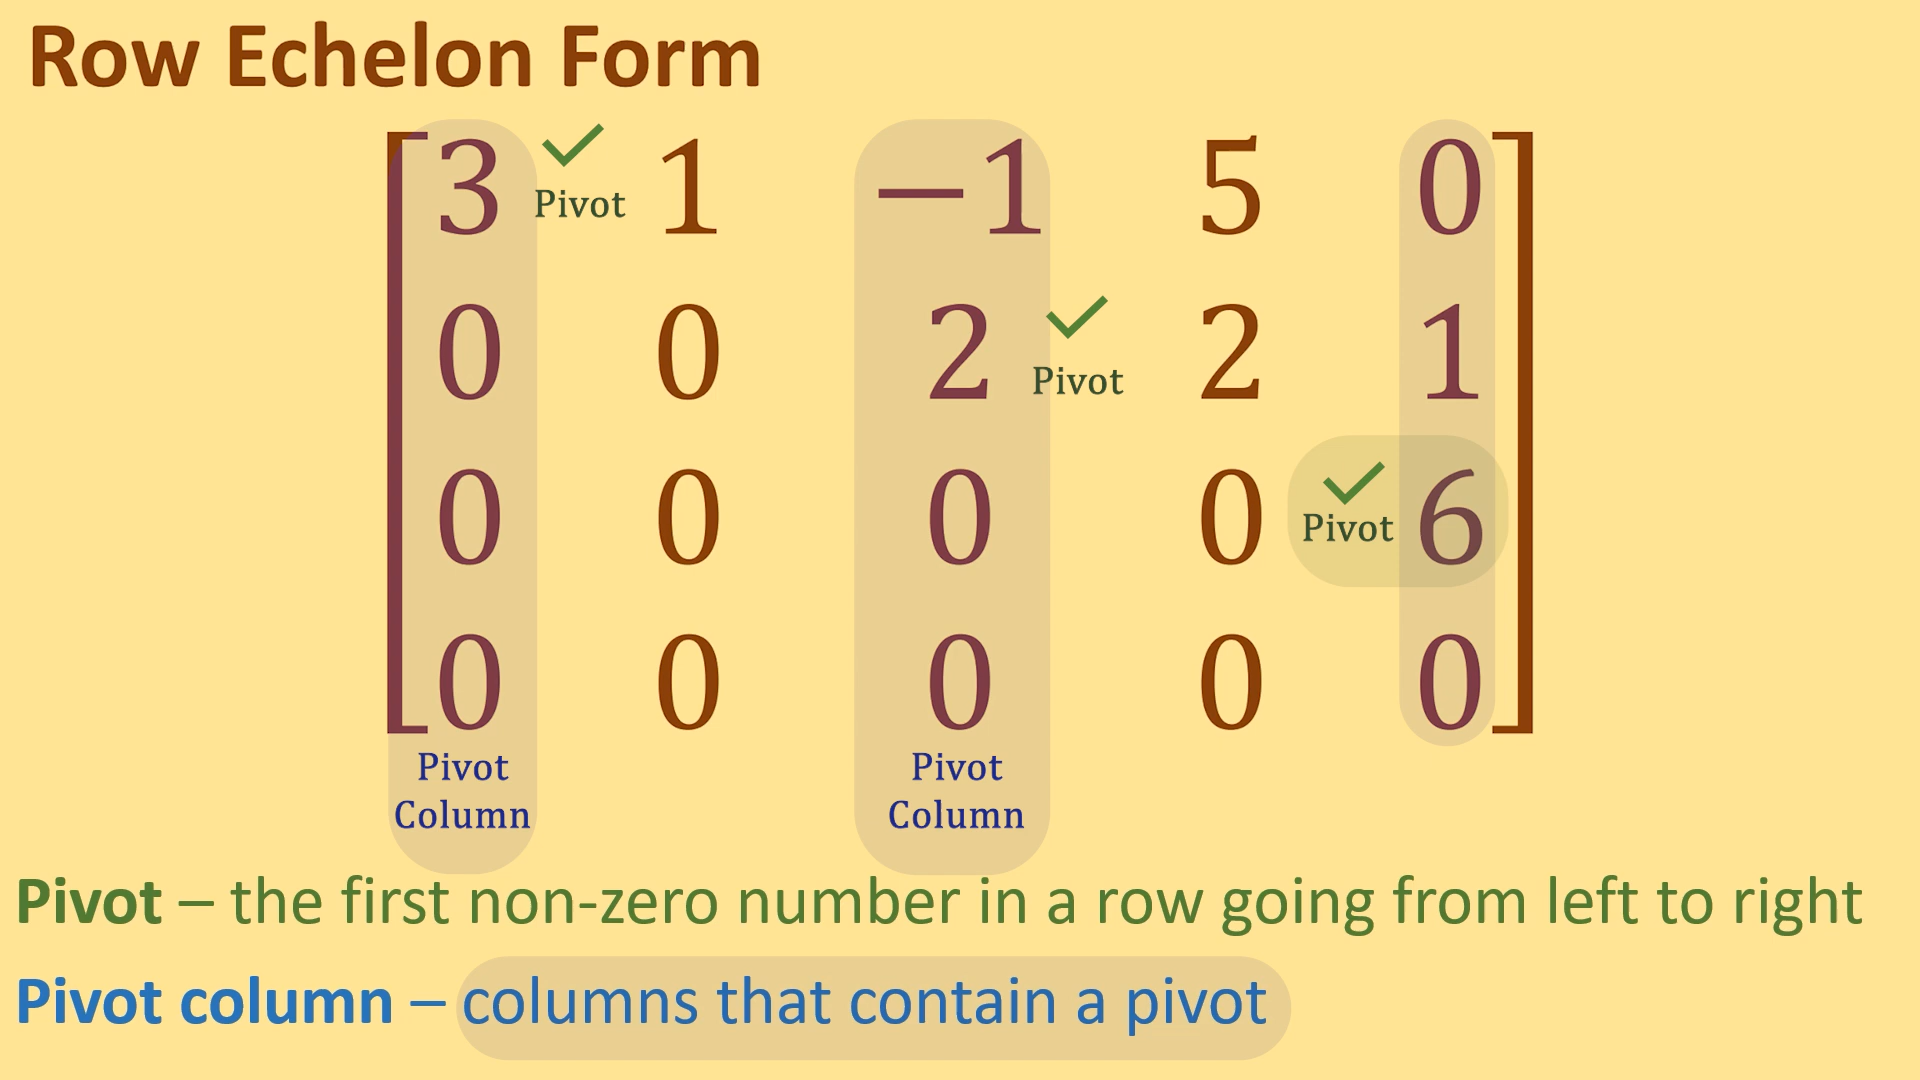 Row Echelon Form
3 Pivot 1 −1 5 0
0 0 2 Pivot 2 1
0 0 0 0 Pivot 6
0 0 0 0 0
Pivot Column Pivot Column
Pivot – the first non-zero number in a row going from left to right
Pivot column – columns that contain a pivot